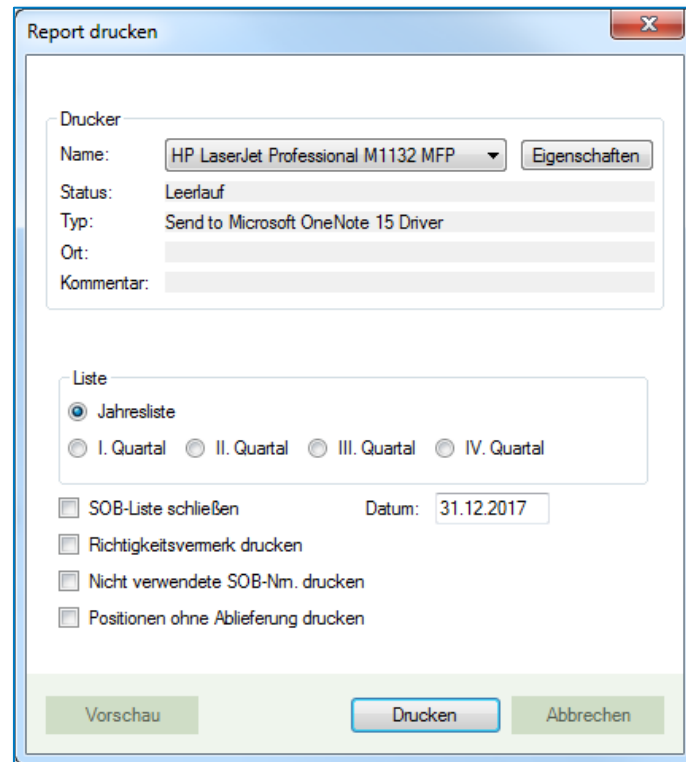 Report drucken
Drucker
Name: HP LaserJet Professional M1132 MFP Eigenschaften
Status: Leerlauf
Typ: Send to Microsoft OneNote 15 Driver
Ort:
Kommentar:
Liste
Jahresliste
I. Quartal II. Quartal III. Quartal IV. Quartal
SOB-Liste schließen Datum: 31.12.2017
Richtigkeitsvermerk drucken
Nicht verwendete SOB-Nrn. drucken
Positionen ohne Ablieferung drucken
Vorschau Drucken Abbrechen